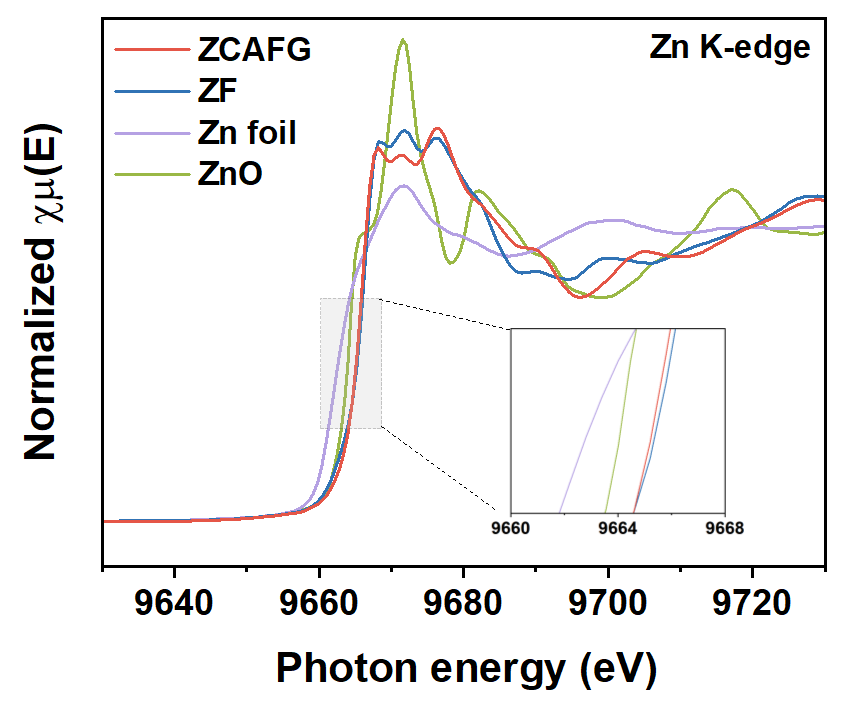 ZCAFG
ZF
Zn foil
ZnO
Zn K-edge
Normalized χμ(E)
9660 9664 9668
9640 9660 9680 9700 9720
Photon energy (eV)